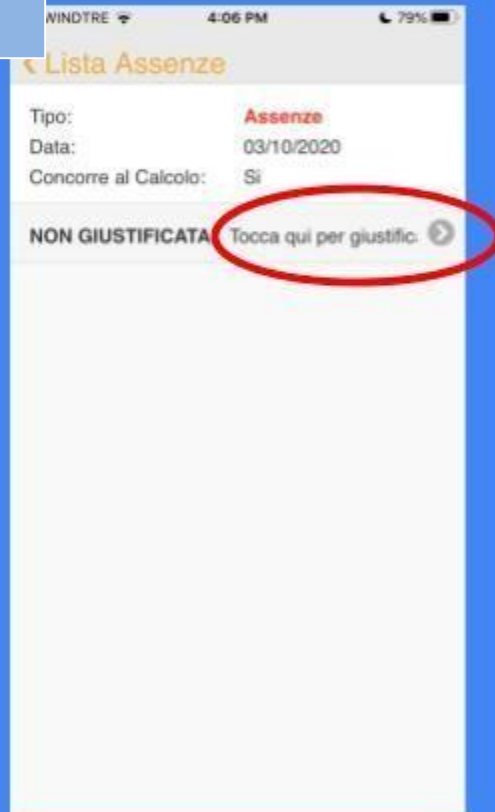 WINDTRE 4:06 PM 79%
Lista Assenze
Tipo: Assenze
Data: 03/10/2020
Concorre al Calcolo: Si
NON GIUSTIFICATA Tocca qui per giustific